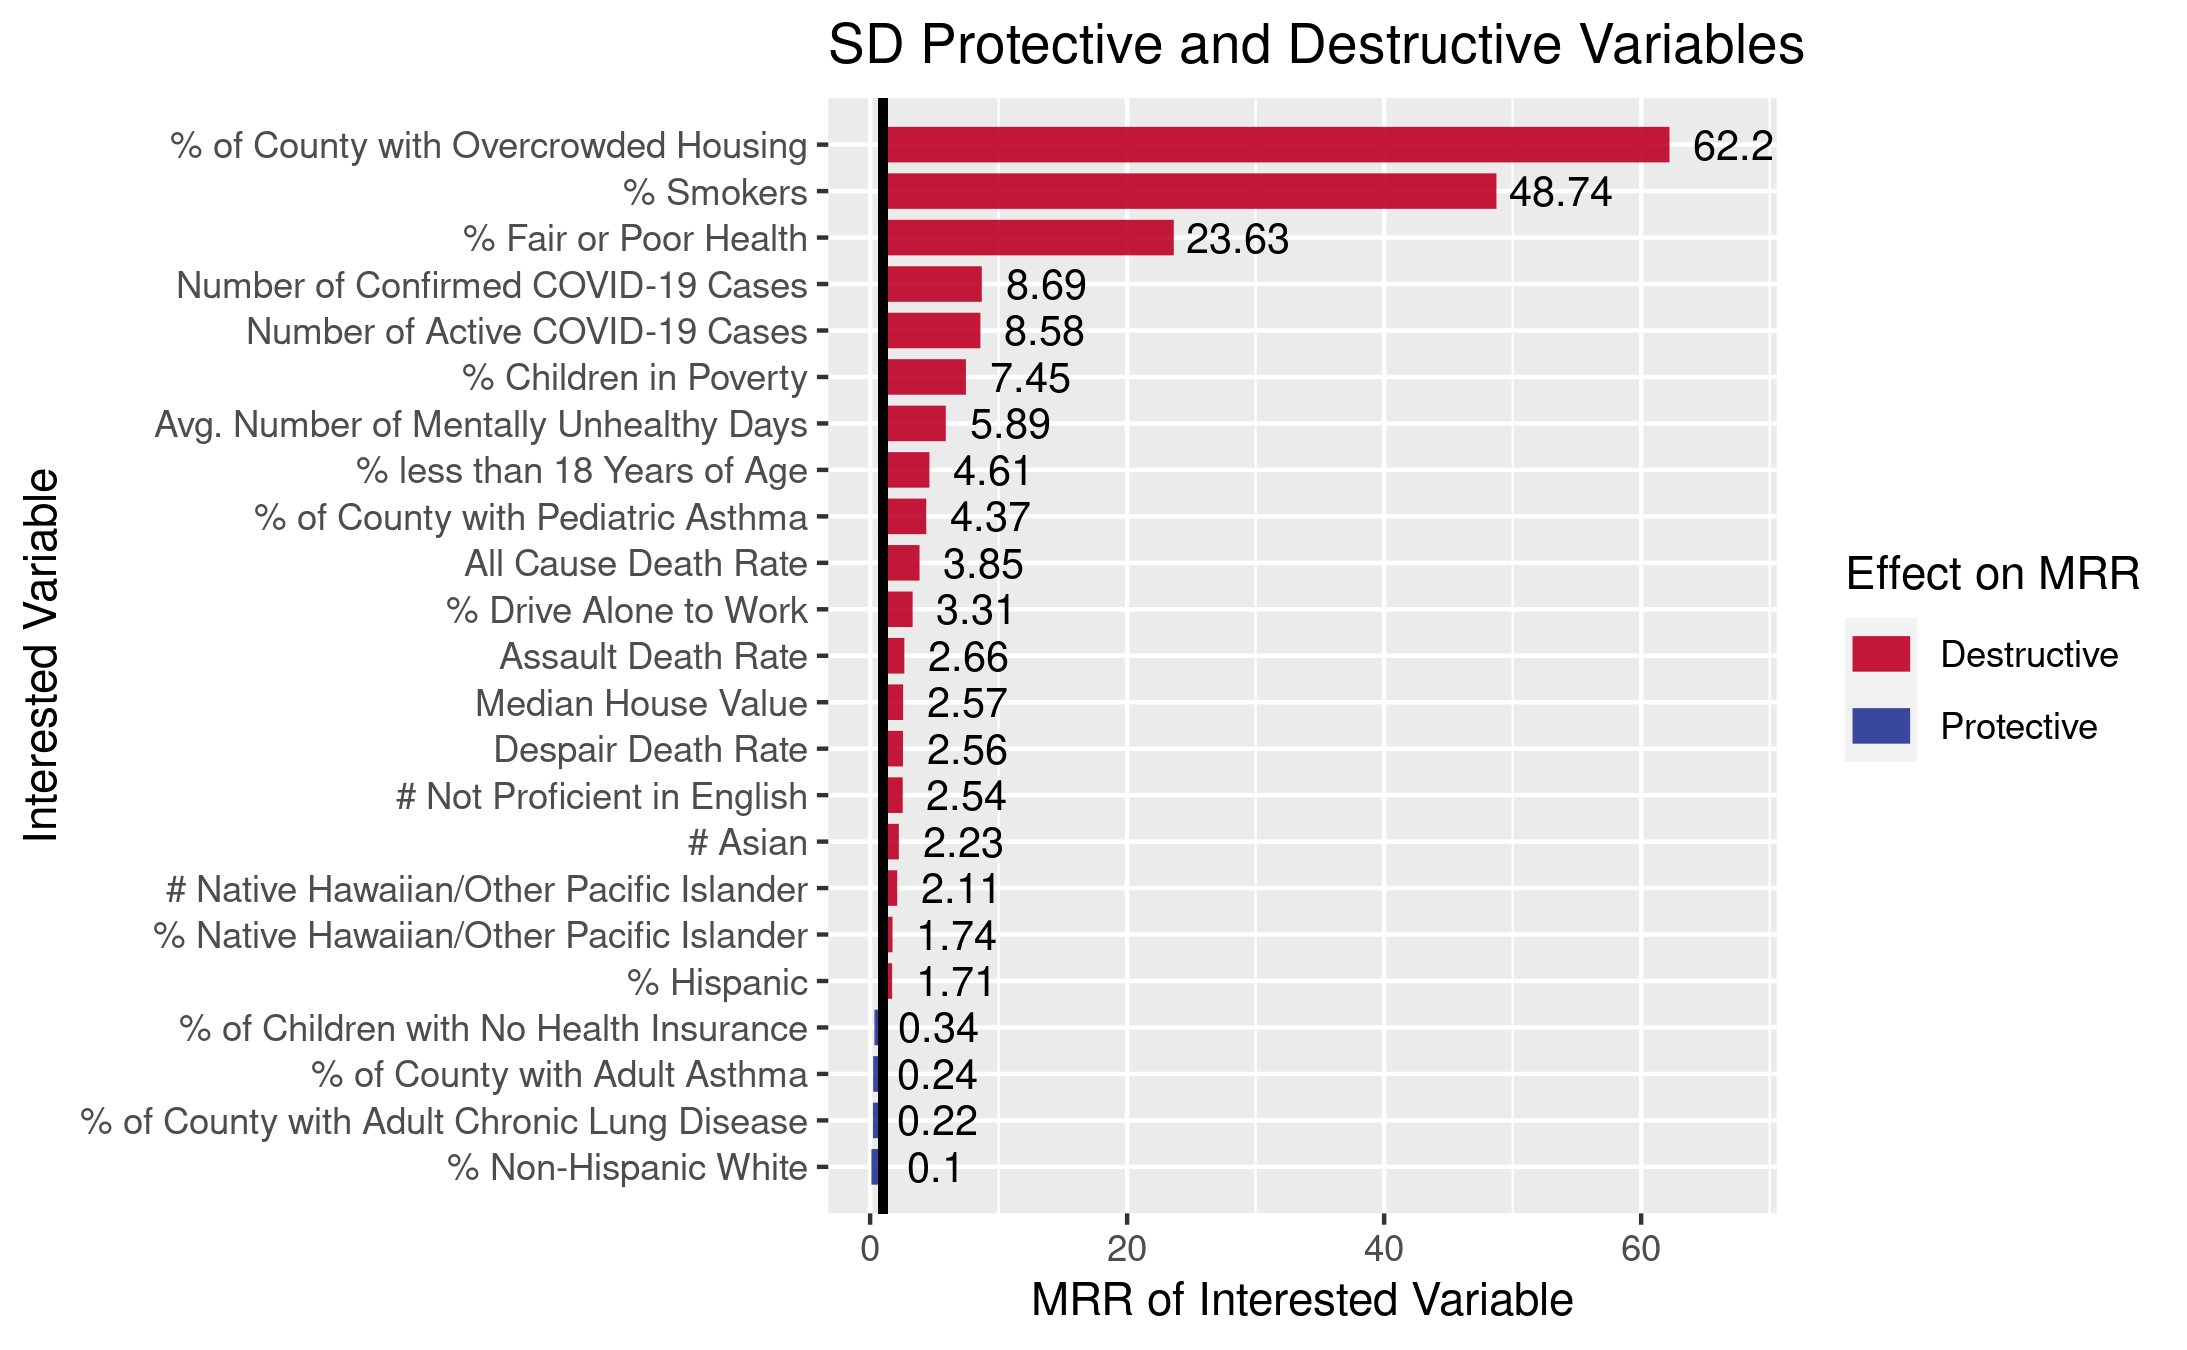 SD Protective and Destructive Variables
Interested Variable
% of County with Overcrowded Housing 62.2
% Smokers 48.74
% Fair or Poor Health 23.63
Number of Confirmed COVID-19 Cases 8.69
Number of Active COVID-19 Cases 8.58
% Children in Poverty 7.45
Avg. Number of Mentally Unhealthy Days 5.89
% less than 18 Years of Age 4.61
% of County with Pediatric Asthma 4.37
All Cause Death Rate 3.85
% Drive Alone to Work 3.31
Assault Death Rate 2.66
Median House Value 2.57
Despair Death Rate 2.56
# Not Proficient in English 2.54
# Asian 2.23
# Native Hawaiian/Other Pacific Islander 2.11
% Native Hawaiian/Other Pacific Islander 1.74
% Hispanic 1.71
% of Children with No Health Insurance 0.34
% of County with Adult Asthma 0.24
% of County with Adult Chronic Lung Disease 0.22
% Non-Hispanic White 0.1
0 20 40 60
MRR of Interested Variable
Effect on MRR
Destructive
Protective